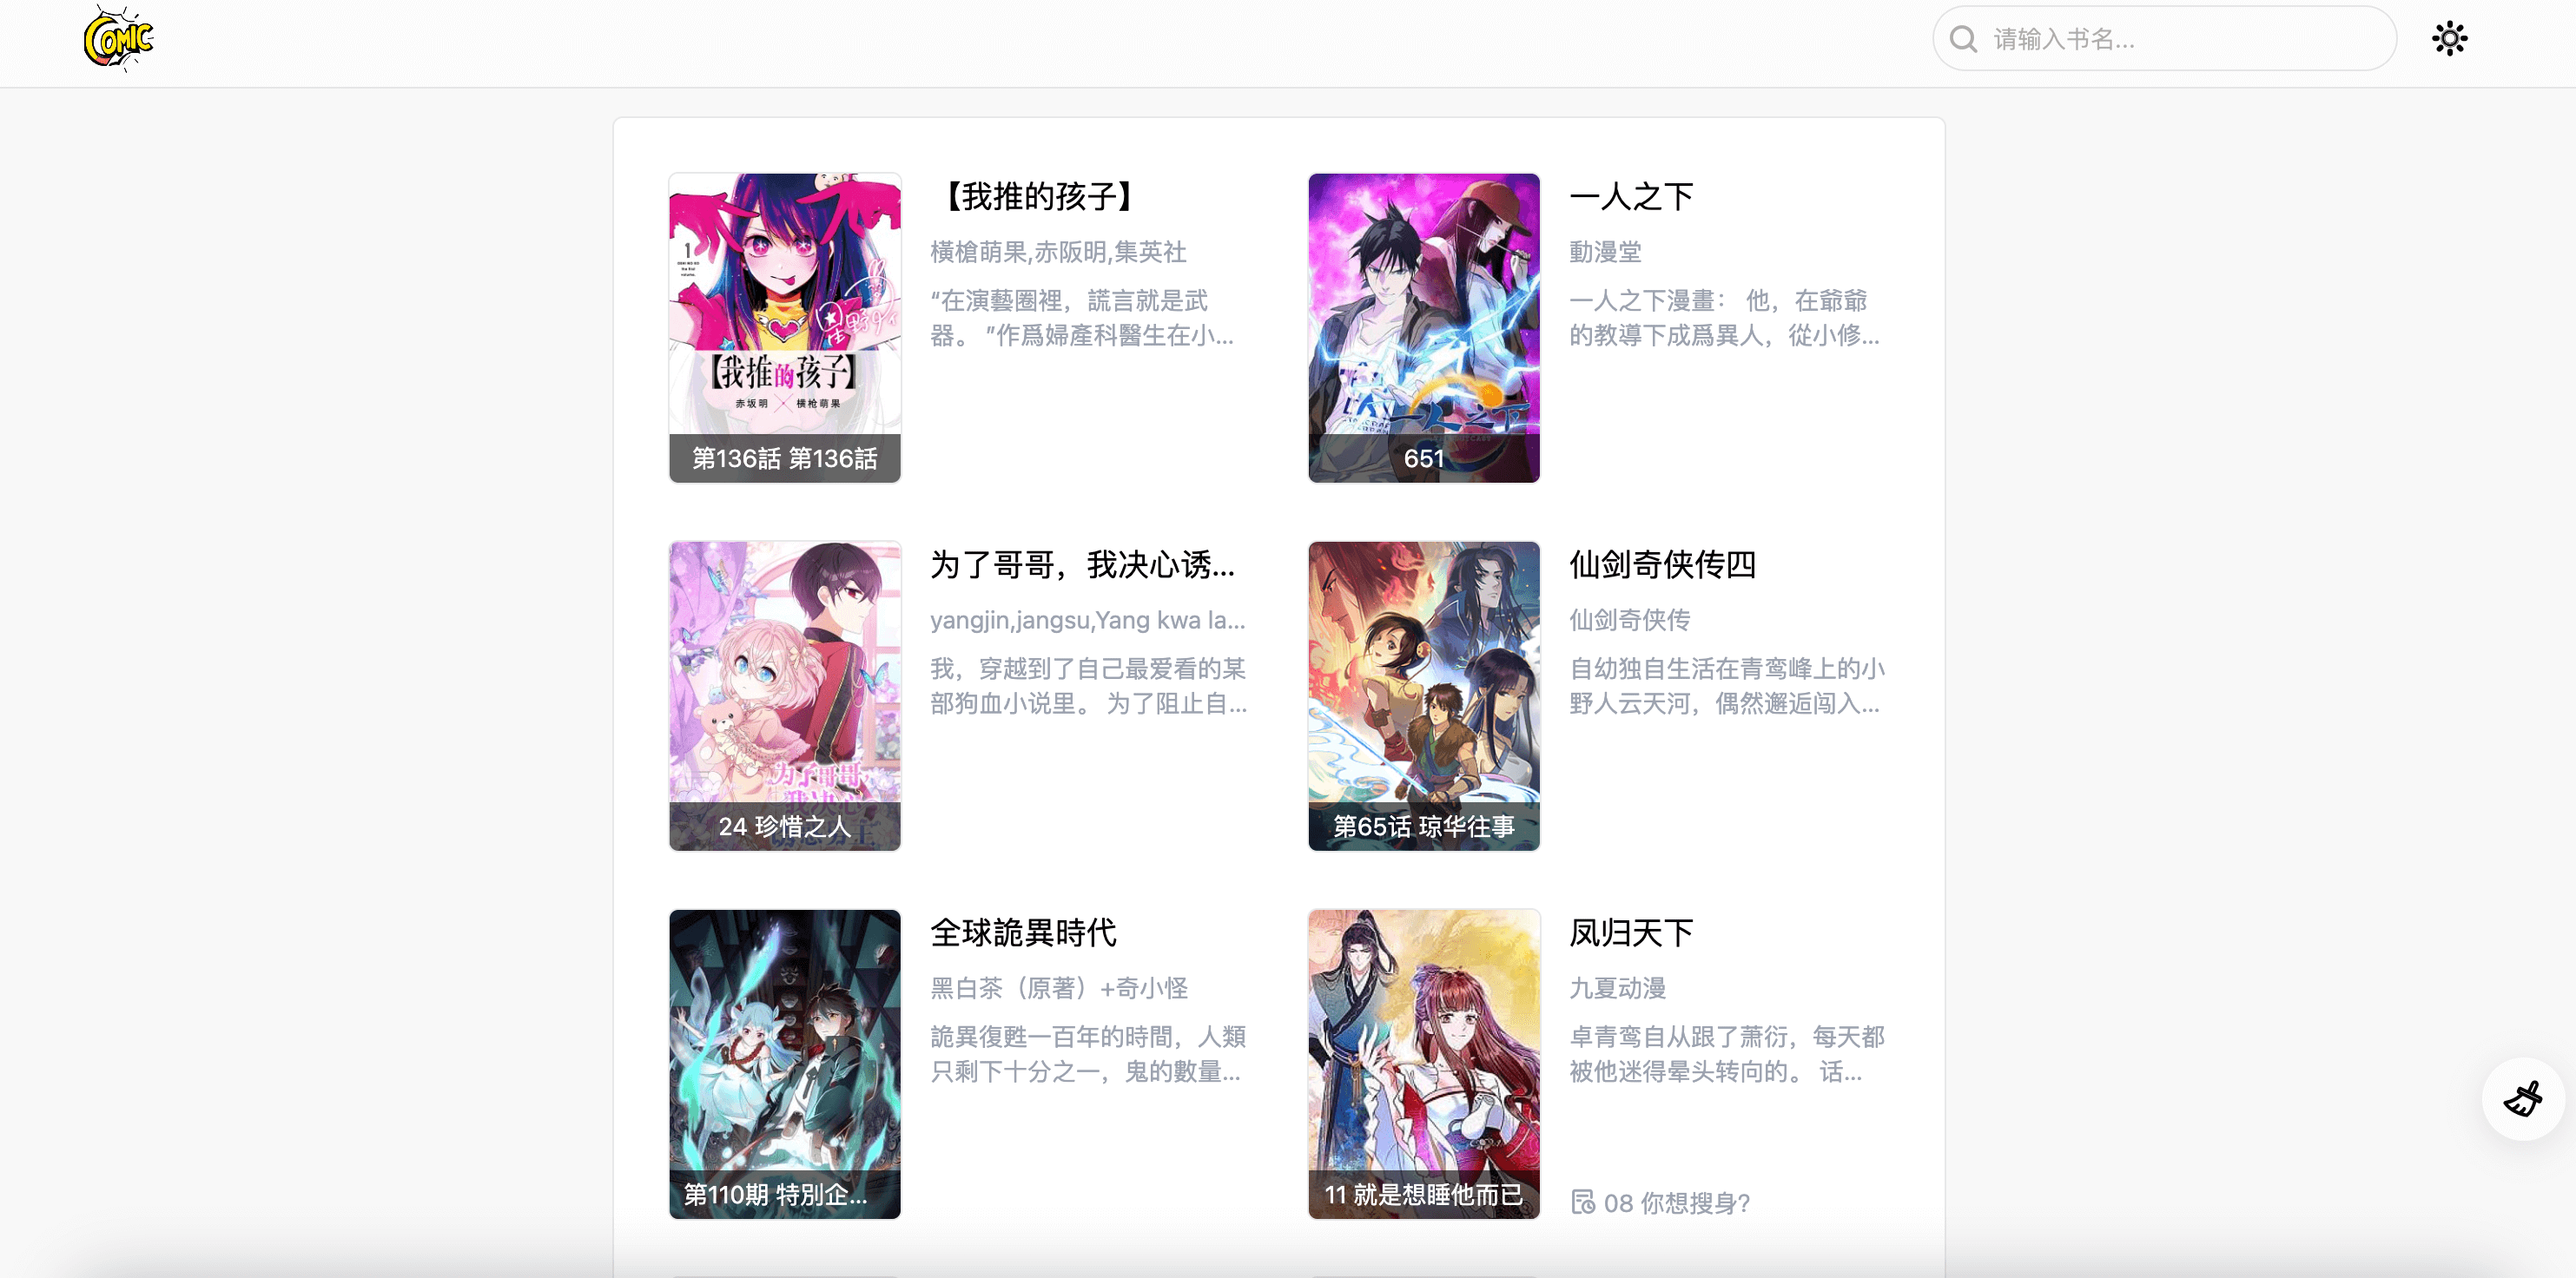 COMIC
请输入书名...
【我推的孩子】
橫槍萌果,赤阪明,集英社
“在演藝圈裡，謊言就是武
器。 ”作爲婦產科醫生在小...
1
【我推的孩子】
赤坂明 × 横槍萌果
第136話 第136話
一人之下
動漫堂
一人之下漫畫： 他，在爺爺
的教導下成爲異人，從小修...
一人之下
651
为了哥哥，我决心诱...
yangjin,jangsu,Yang kwa la...
我，穿越到了自己最爱看的某
部狗血小说里。 为了阻止自...
为了哥哥
我决心
24 珍惜之人
仙剑奇侠传四
仙剑奇侠传
自幼独自生活在青鸾峰上的小
野人云天河，偶然邂逅闯入...
第65话 琼华往事
全球詭異時代
黑白茶（原著）+奇小怪
詭異復甦一百年的時間，人類
只剩下十分之一，鬼的數量...
第110期 特別企...
凤归天下
九夏动漫
卓青鸾自从跟了萧衍，每天都
被他迷得晕头转向的。 话...
11 就是想睡他而已
08 你想搜身?